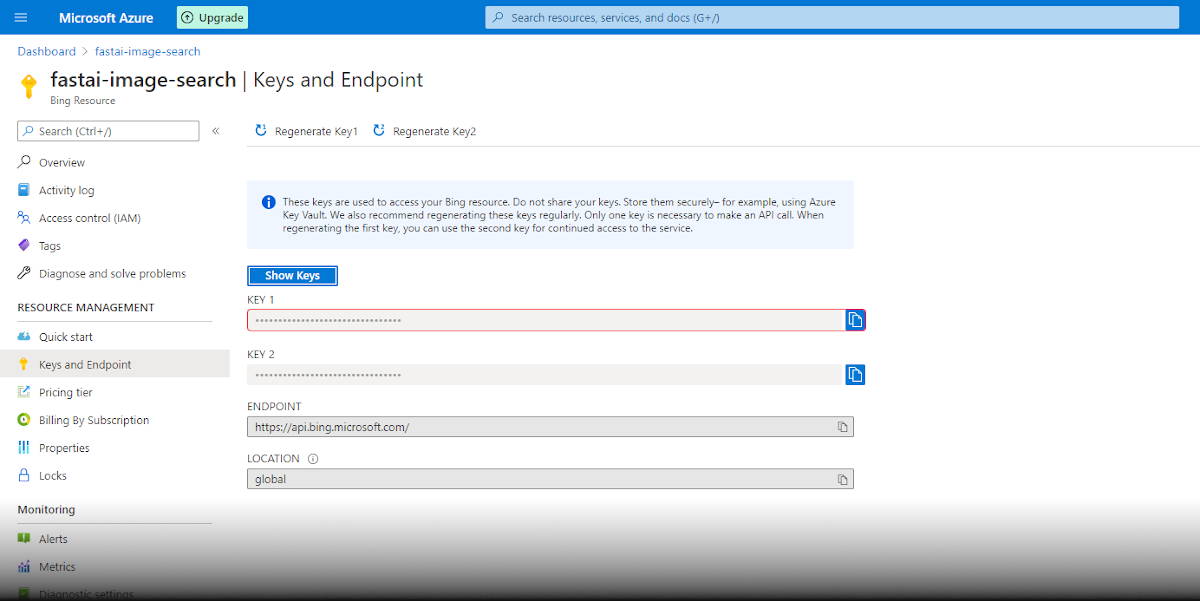 Microsoft Azure
Upgrade
Search resources, services, and docs (G+/)
Dashboard > fastai-image-search
fastai-image-search | Keys and Endpoint
Bing Resource
Search (Ctrl+/)
«
Regenerate Key1
Regenerate Key2
Overview
Activity log
Access control (IAM)
Tags
Diagnose and solve problems
RESOURCE MANAGEMENT
Quick start
Keys and Endpoint
Pricing tier
Billing By Subscription
Properties
Locks
Monitoring
Alerts
Metrics
Diagnostic settings
These keys are used to access your Bing resource. Do not share your keys. Store them securely– for example, using Azure
Key Vault. We also recommend regenerating these keys regularly. Only one key is necessary to make an API call. When
regenerating the first key, you can use the second key for continued access to the service.
Show Keys
KEY 1
••••••••••••••••••••••••••••••••
KEY 2
••••••••••••••••••••••••••••••••
ENDPOINT
https://api.bing.microsoft.com/
LOCATION
global